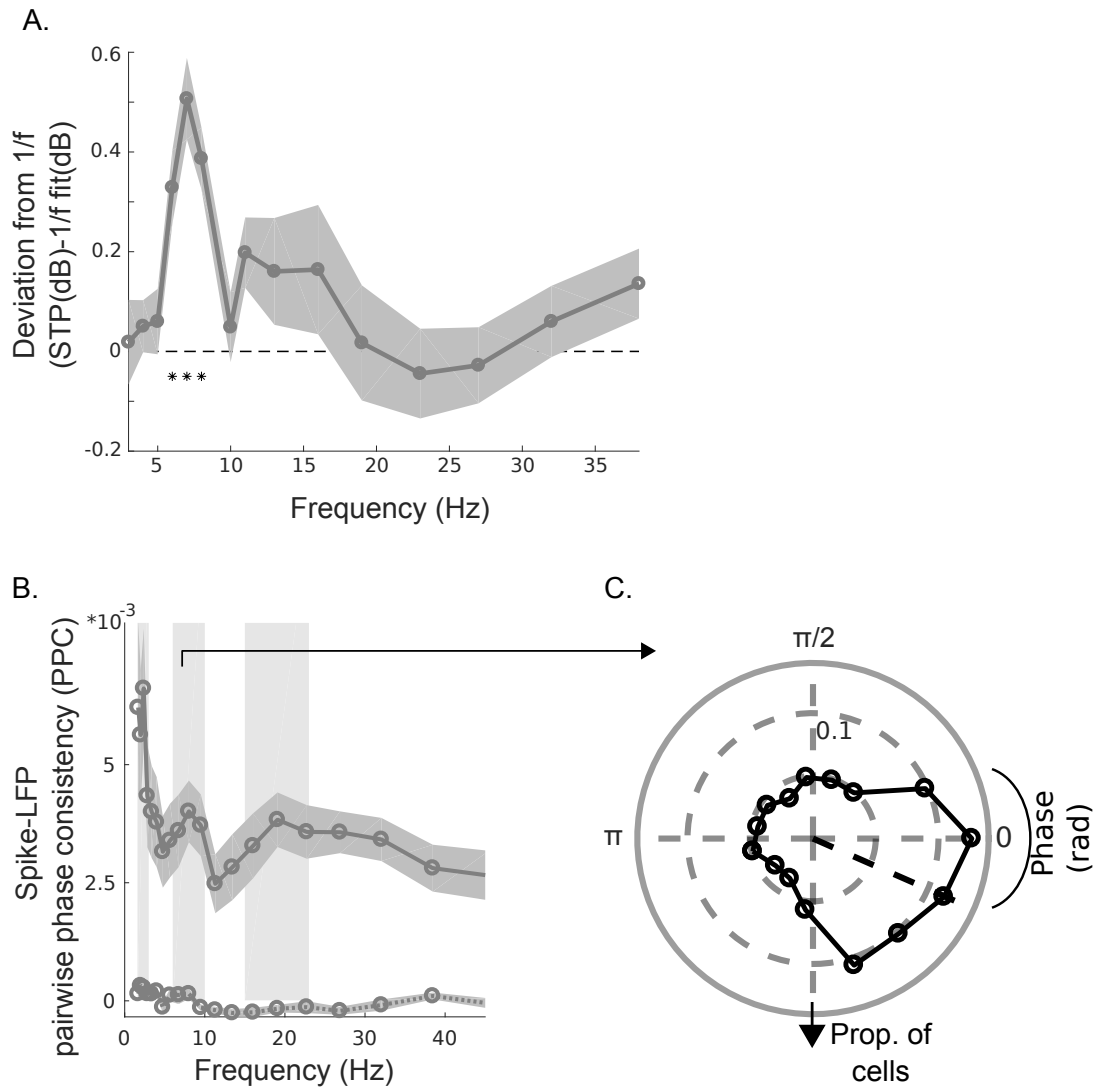 A.
0.6
0.4
0.2
0
-0.2
Deviation from 1/f
(STP(dB)-1/f fit(dB)
* * *
5 10 15 20 25 30 35
Frequency (Hz)
B.
*10-3
5
2.5
0
Spike-LFP
pairwise phase consistency (PPC)
0 10 20 30 40
Frequency (Hz)
C.
π/2
0.1
π
0
Phase
(rad)
Prop. of
cells